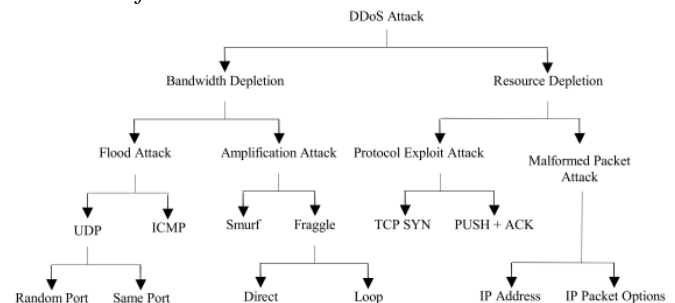 DDoS Attack
Bandwidth Depletion
Resource Depletion
Flood Attack
Amplification Attack
Protocol Exploit Attack
Malformed Packet
Attack
UDP
ICMP
Smurf
Fraggle
TCP SYN
PUSH + ACK
Random Port
Same Port
Direct
Loop
IP Address
IP Packet Options